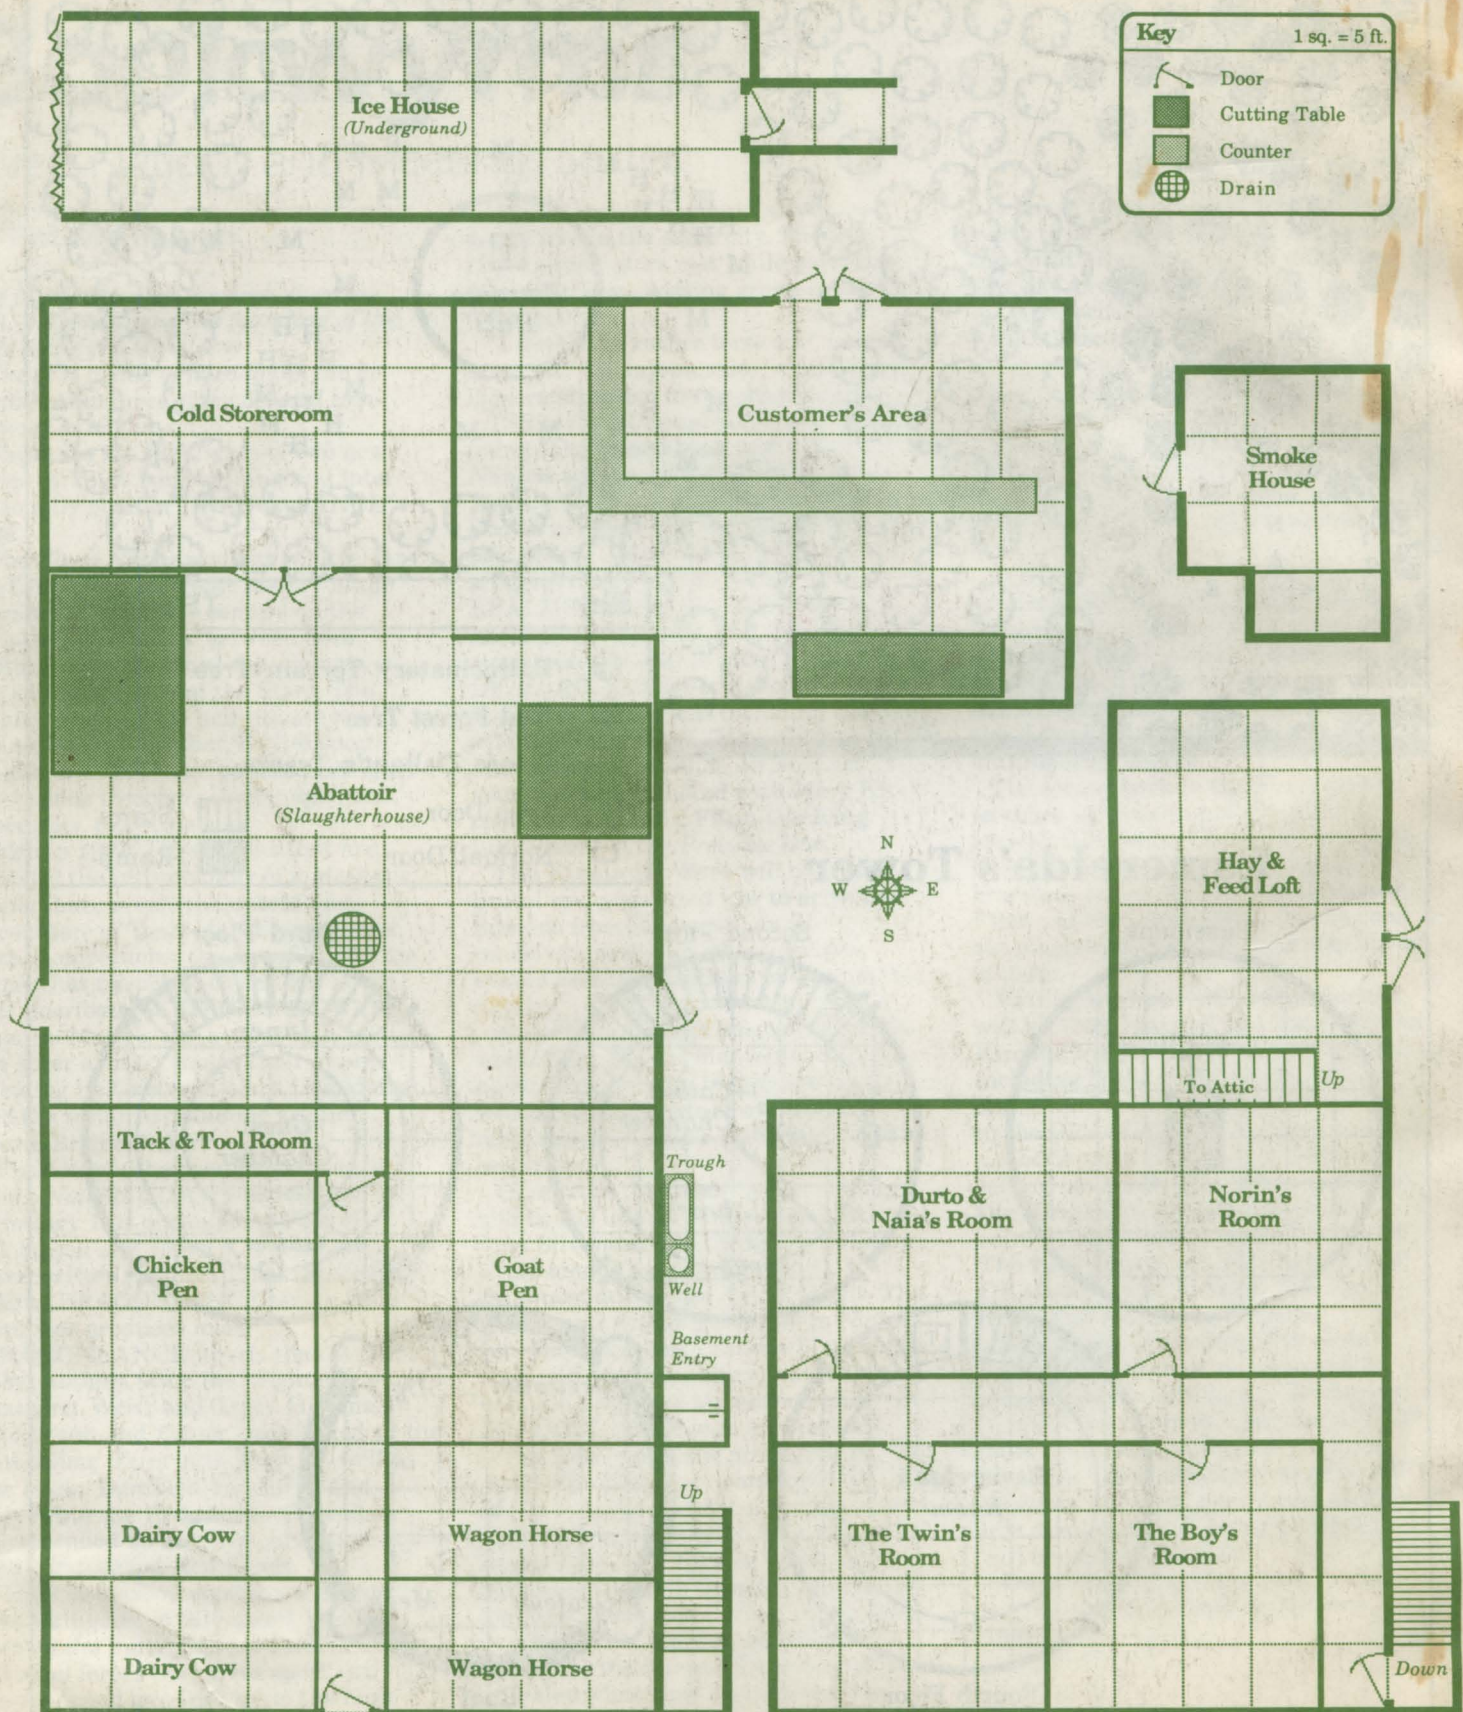 Ice House
(Underground)
Key
1 sq. = 5 ft.
Door
Cutting Table
Counter
Drain
Cold Storeroom
Customer's Area
Smoke
House
Abattoir
(Slaughterhouse)
N
W
E
S
Hay &
Feed Loft
To Attic
Up
Tack & Tool Room
Trough
Durto &
Naia's Room
Norin's
Room
Chicken
Pen
Goat
Pen
Well
Basement
Entry
Up
Dairy Cow
Wagon Horse
The Twin's
Room
The Boy's
Room
Dairy Cow
Wagon Horse
Down